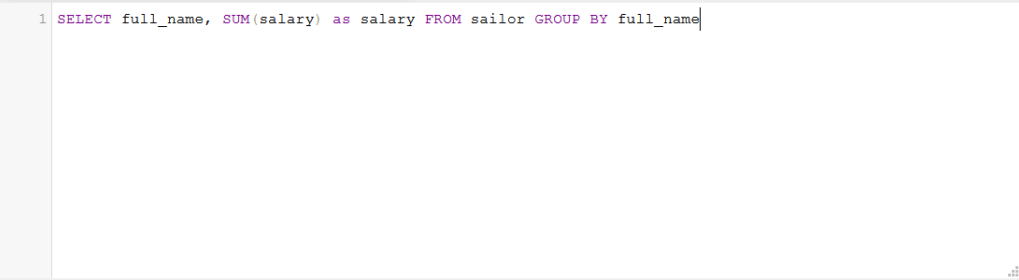 1 SELECT full_name, SUM(salary) as salary FROM sailor GROUP BY full_name